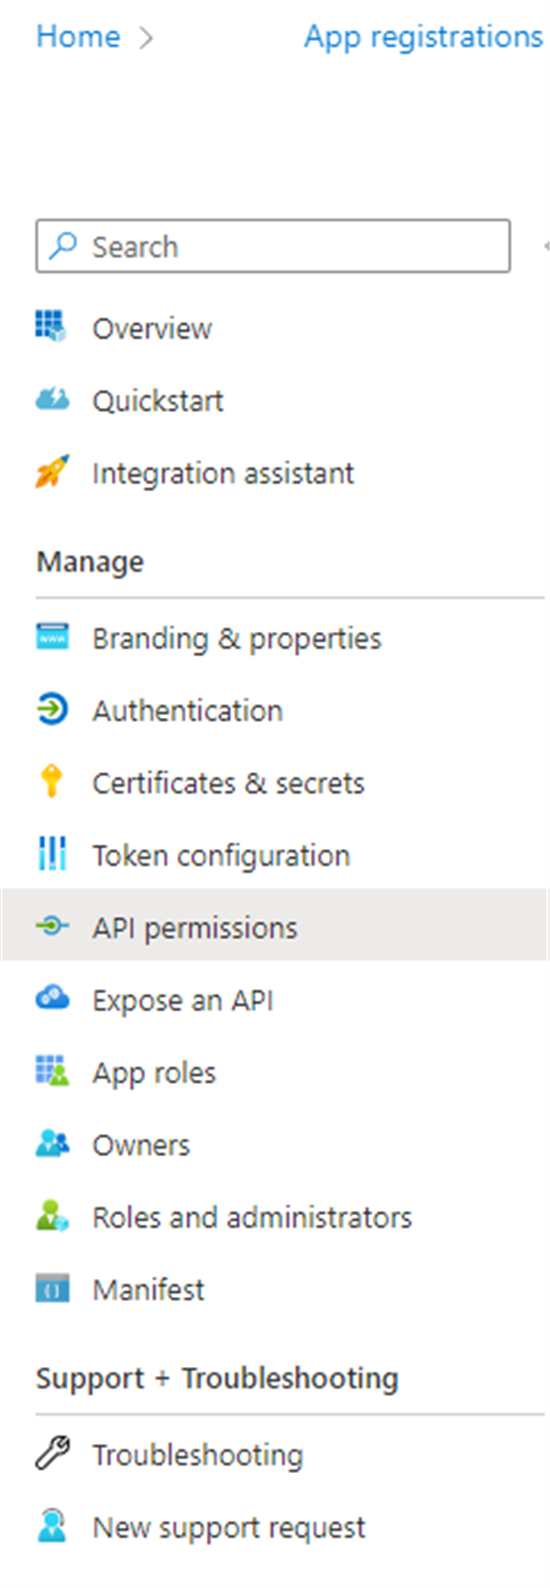 Home > App registrations
Search
Overview
Quickstart
Integration assistant
Manage
Branding & properties
Authentication
Certificates & secrets
Token configuration
API permissions
Expose an API
App roles
Owners
Roles and administrators
Manifest
Support + Troubleshooting
Troubleshooting
New support request